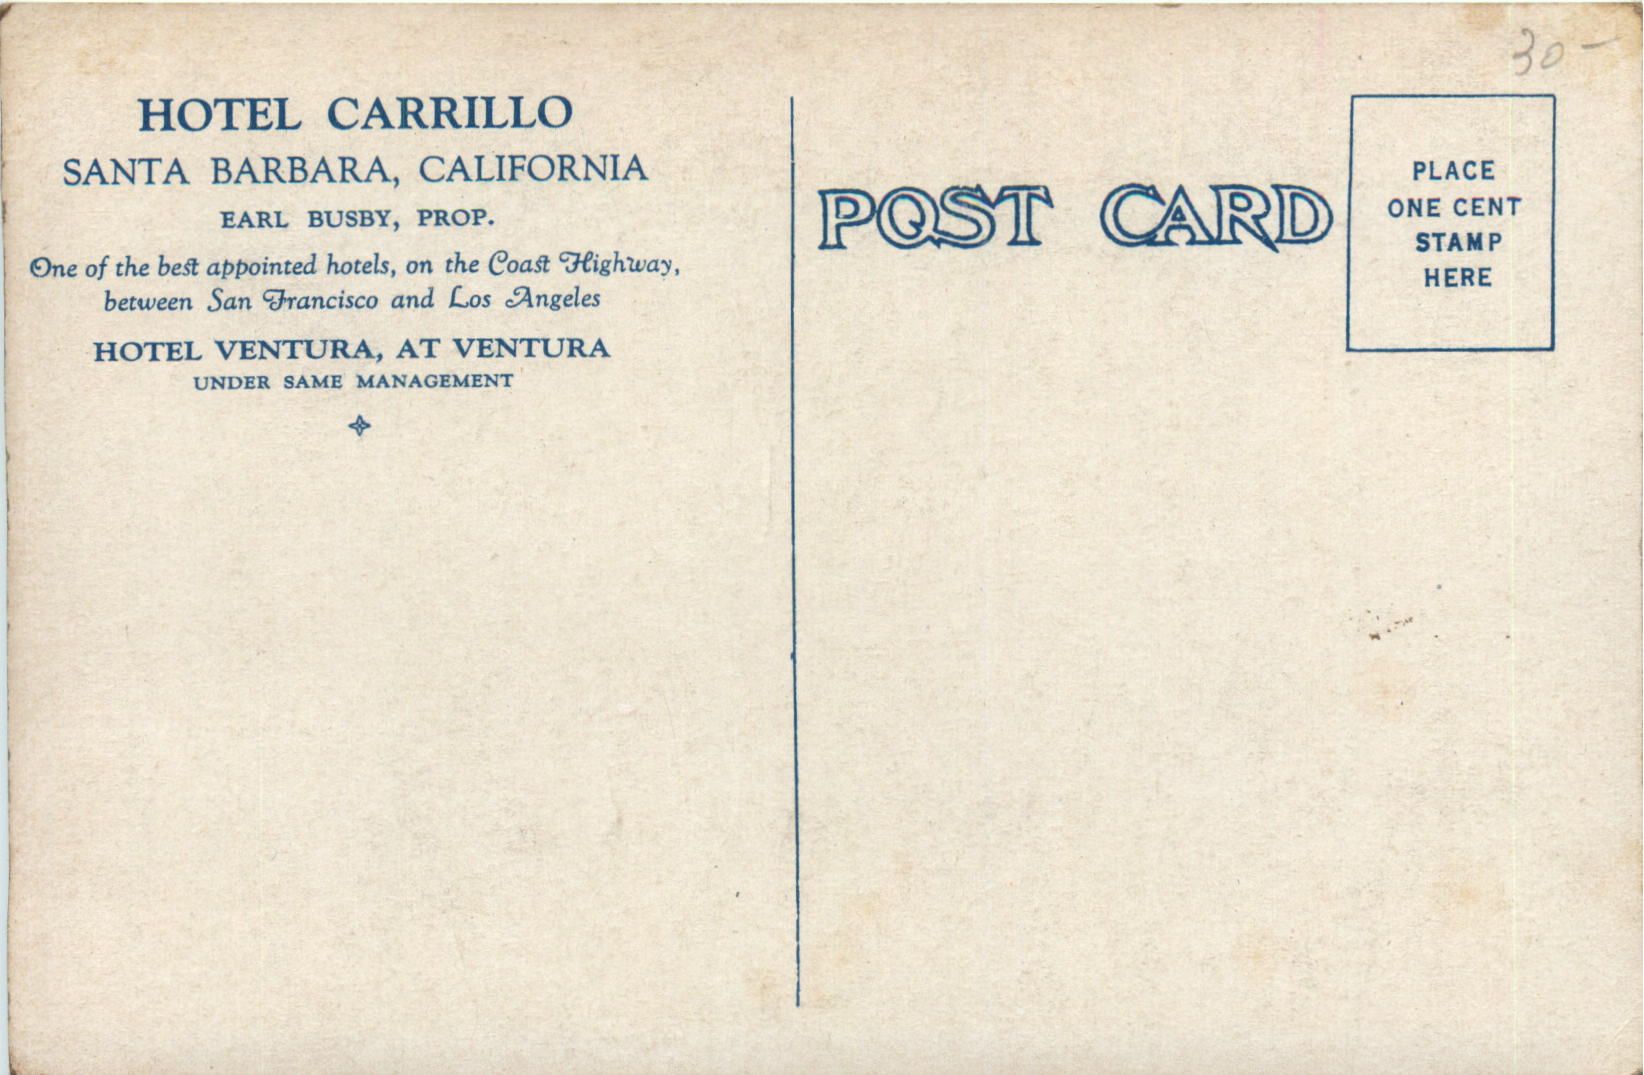 HOTEL CARRILLO
SANTA BARBARA, CALIFORNIA
EARL BUSBY, PROP.
One of the best appointed hotels, on the Coast Highway,
between San Francisco and Los Angeles
HOTEL VENTURA, AT VENTURA
UNDER SAME MANAGEMENT
POST CARD
30-
PLACE
ONE CENT
STAMP
HERE